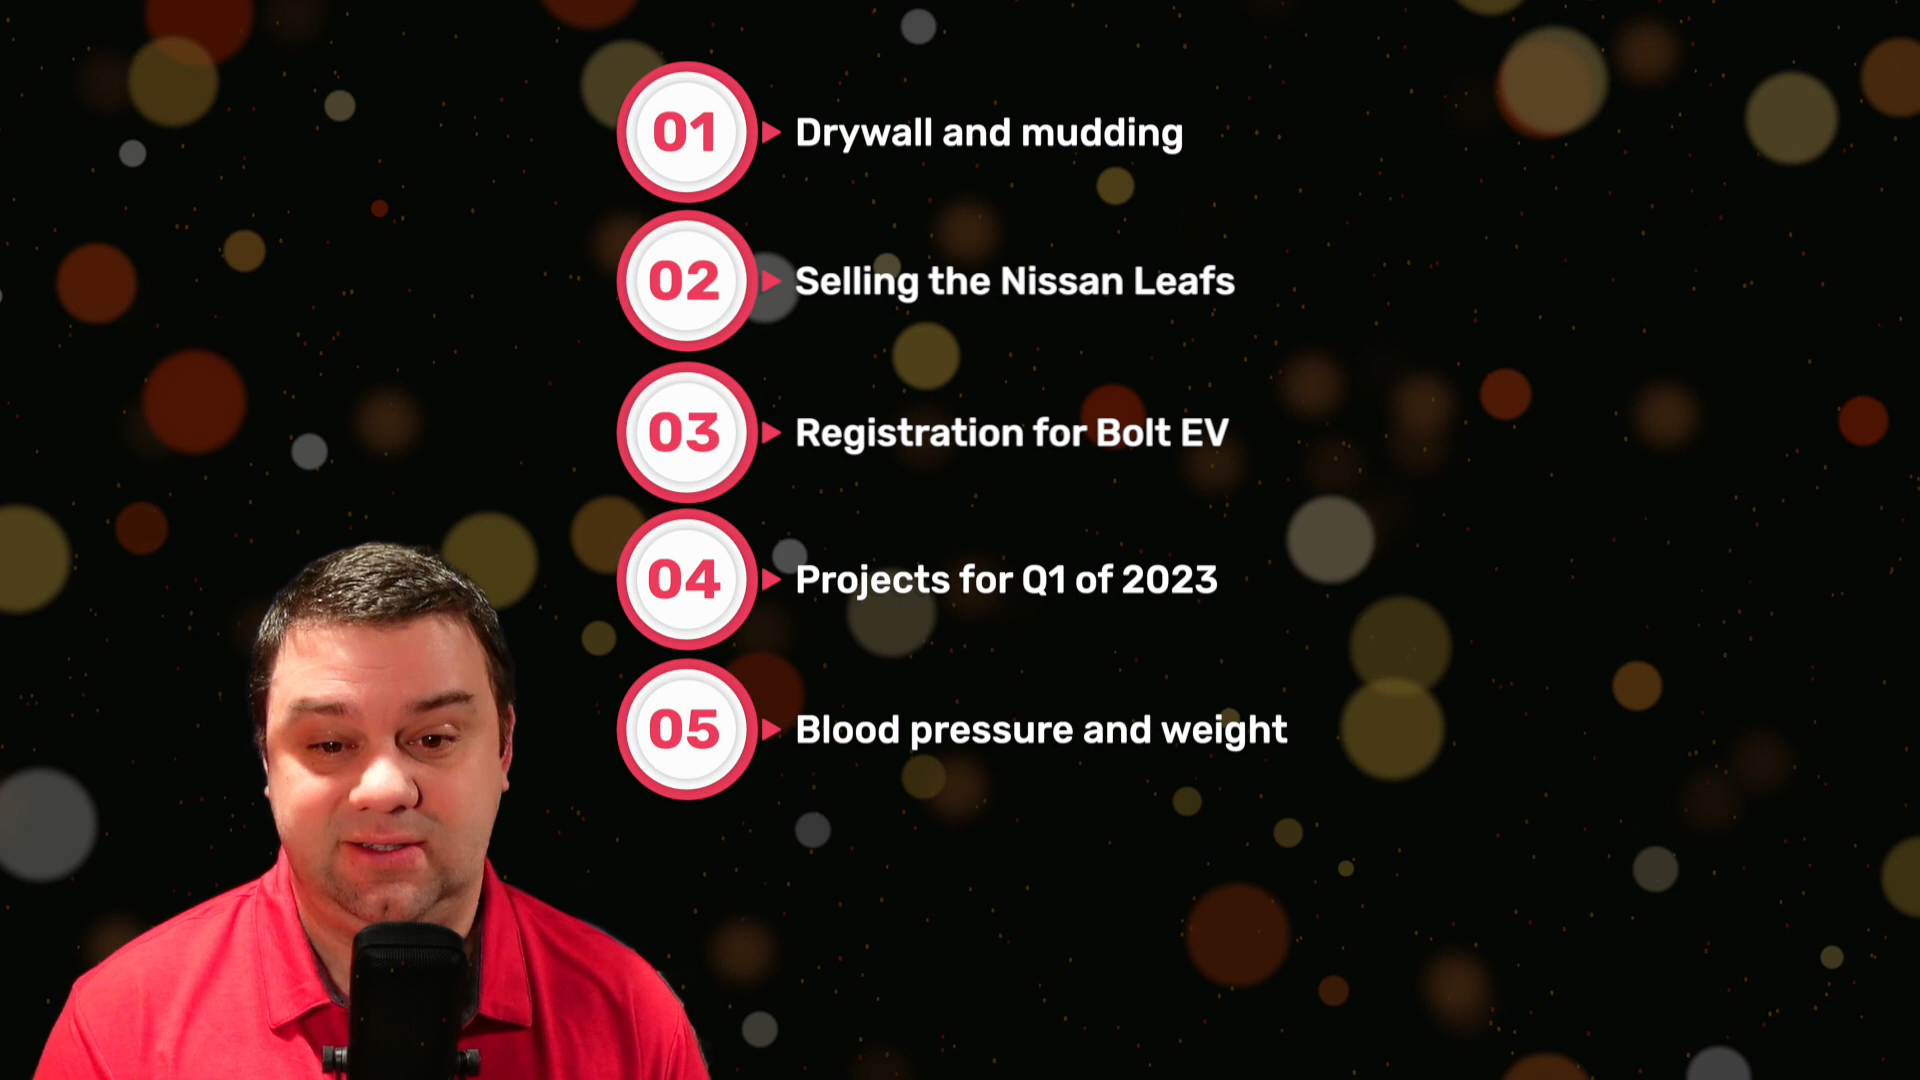 01 Drywall and mudding
02 Selling the Nissan Leafs
03 Registration for Bolt EV
04 Projects for Q1 of 2023
05 Blood pressure and weight